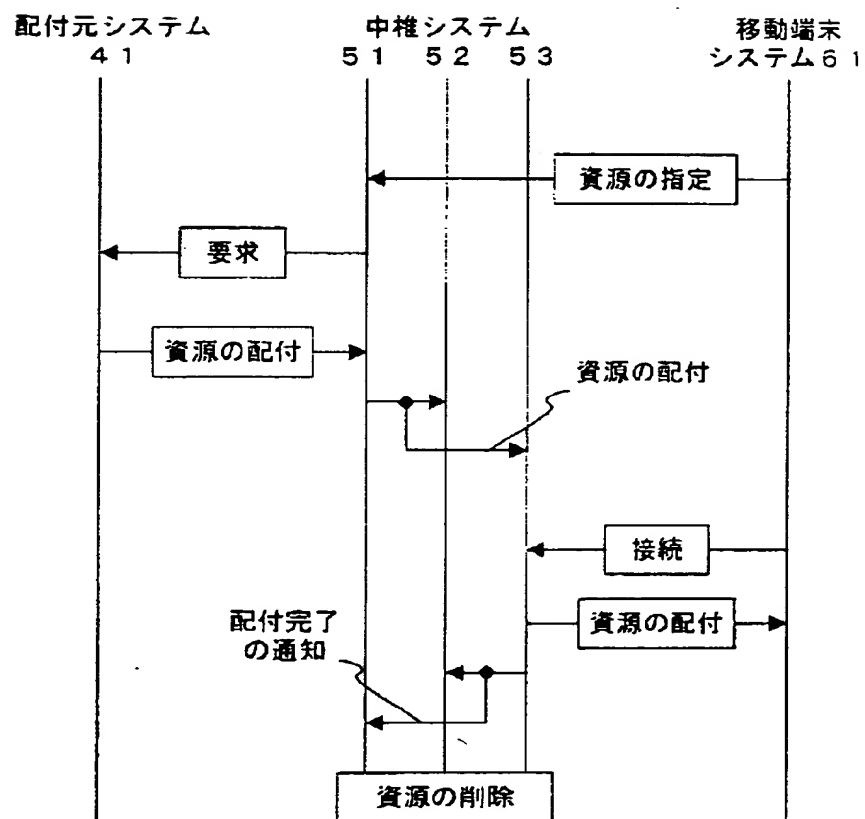 配付元システム
41
中椎システム
51 52 53
移動端末
システム61
資源の指定
要求
資源の配付
資源の配付
接続
資源の配付
配付完了
の通知
資源の削除